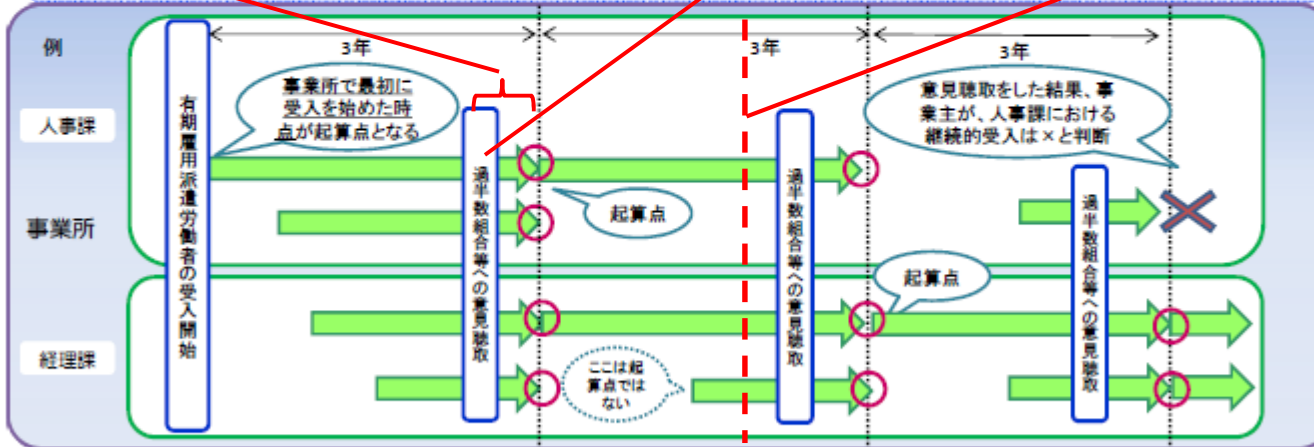 例
人事課
事業所
経理課
3年
3年
3年
有期雇用派遣労働者の受入開始
事業所で最初に
受入を始めた時
点が起算点となる
過半数組合等への意見聴取
起算点
ここは起
算点では
ない
過半数組合等への意見聴取
起算点
意見聴取をした結果、事
業主が、人事課における
継続的受入は×と判断
過半数組合等への意見聴取